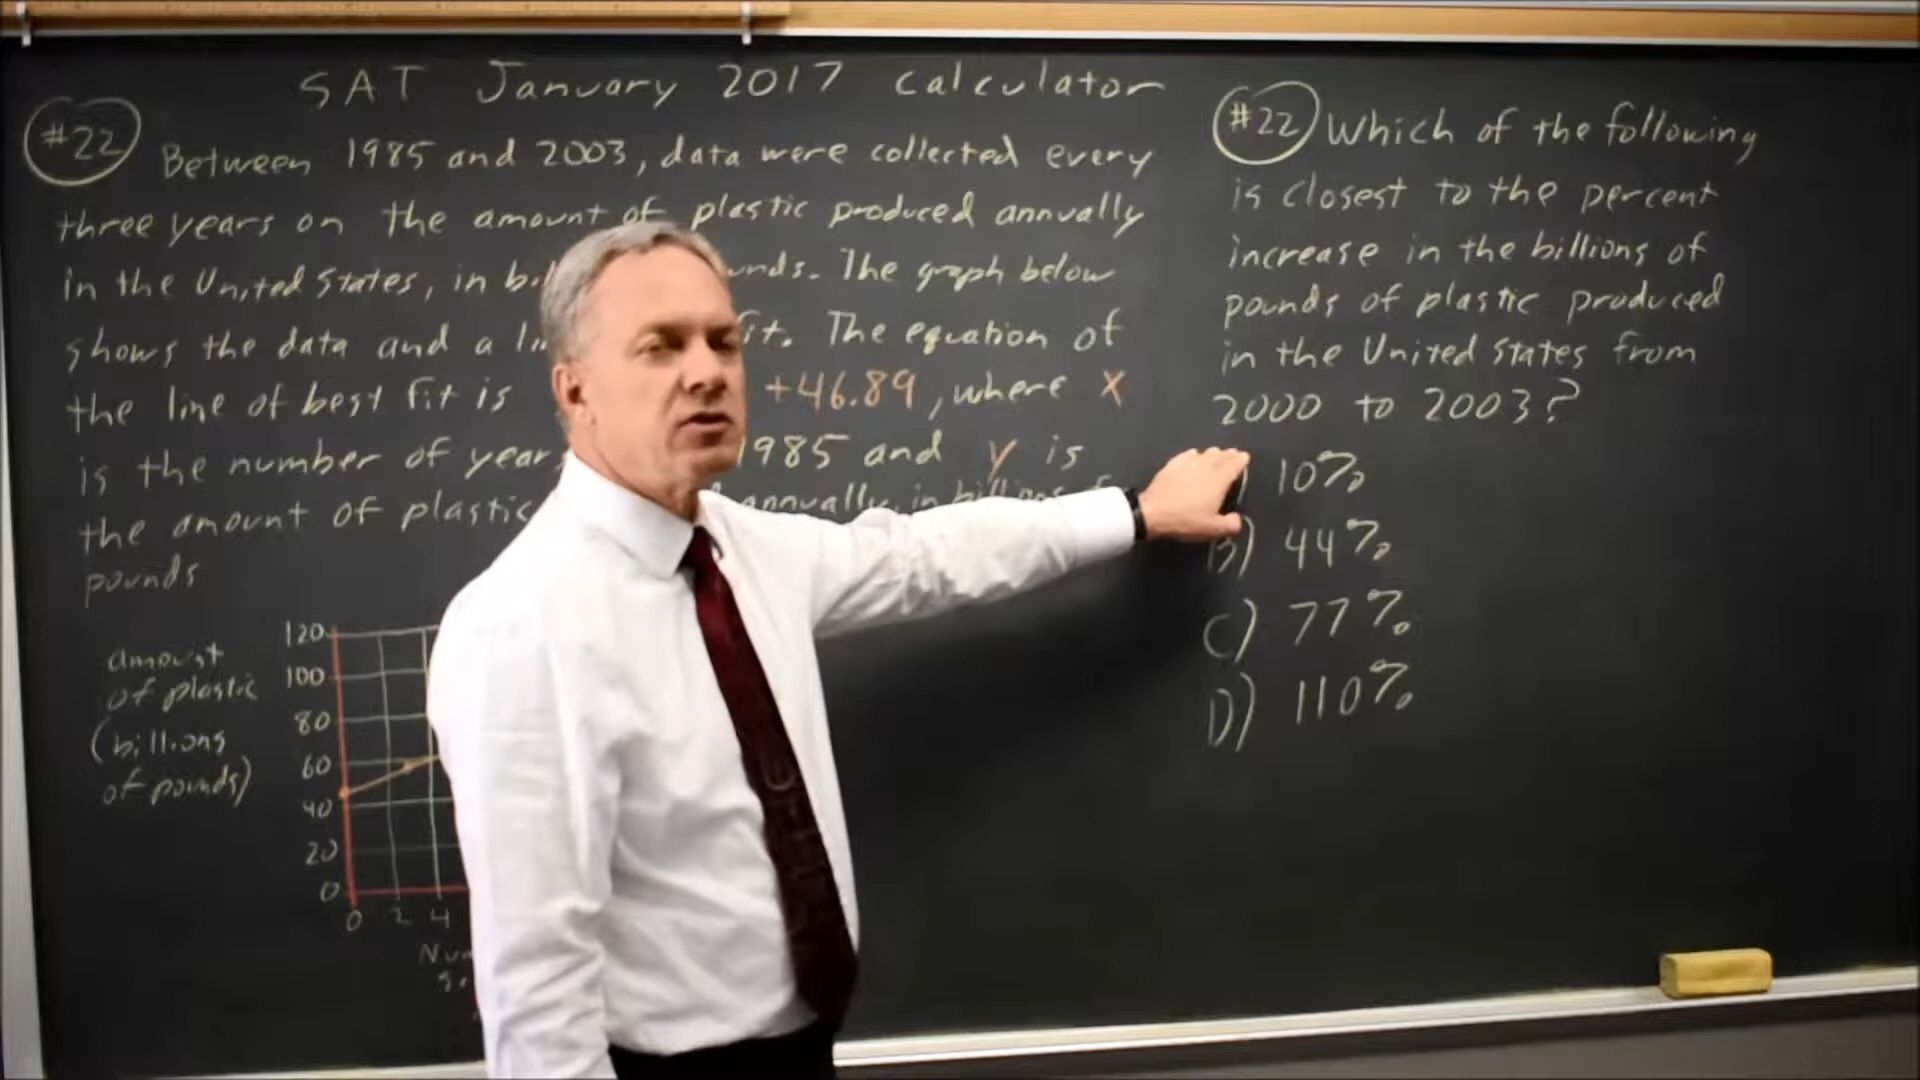 SAT January 2017 calculator
#22 Between 1985 and 2003, data were collected every
three years on the amount of plastic produced annually
in the United States, in The graph below
shows the data and a The equation of
the line of best fit is +46.89, where x
is the number of 1985 and y is
the amount of plastic annually, in billions
pounds
amount
of plastic
(billions
of pounds)
120
100
80
60
40
20
0
0 2 4
#22 Which of the following
is closest to the percent
increase in the billions of
pounds of plastic produced
in the United States from
2000 to 2003?
) 10%
B) 44%
C) 77%
D) 110%